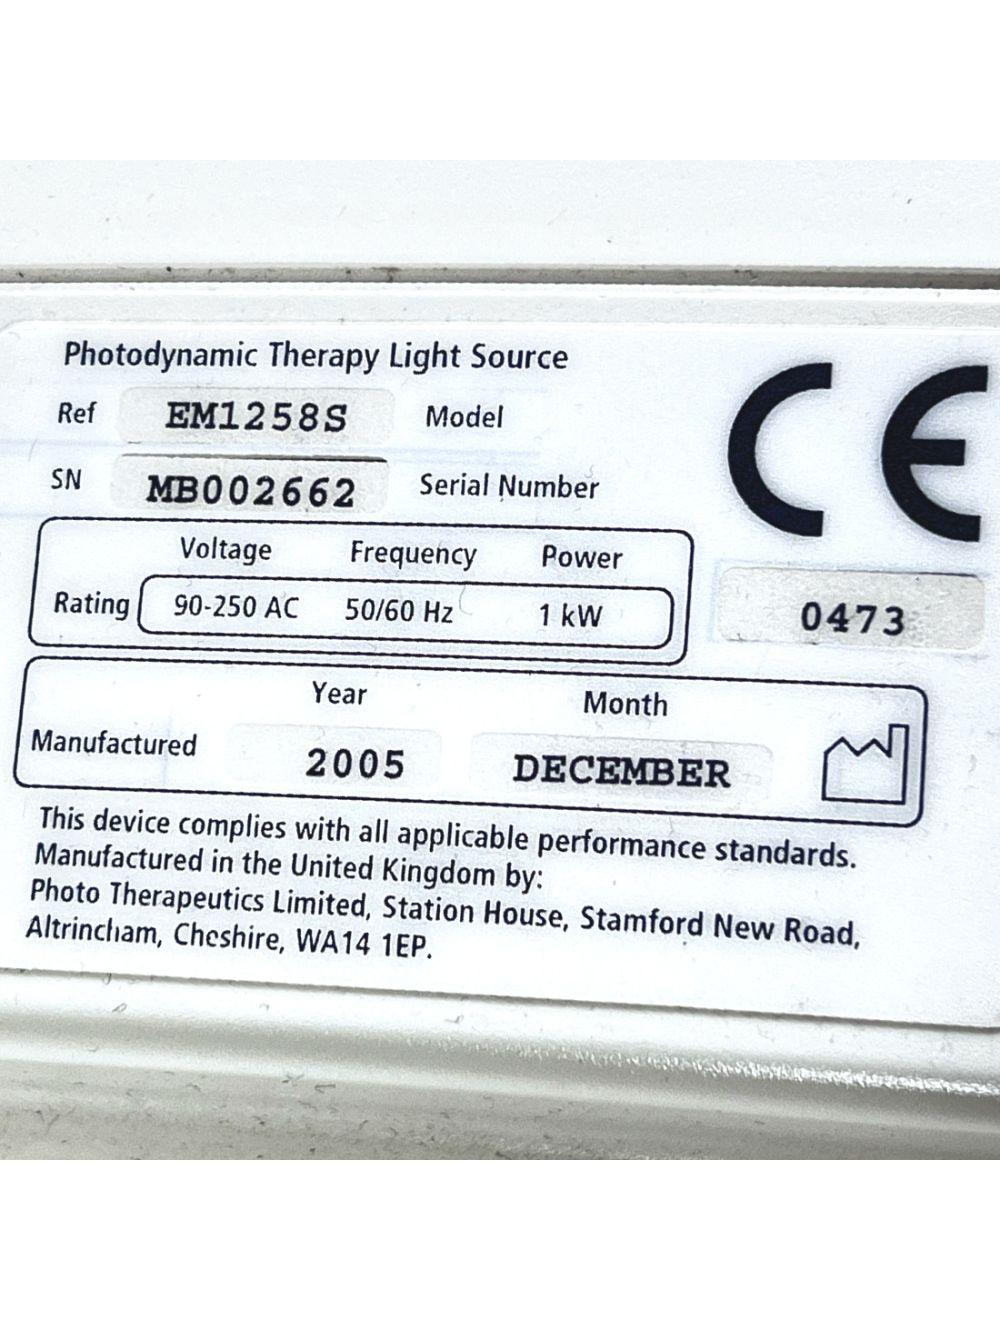 Photodynamic Therapy Light Source
Ref EM1258S Model
SN MB002662 Serial Number
CE
0473
Voltage Frequency Power
Rating 90-250 AC 50/60 Hz 1 kW
Year Month
Manufactured 2005 DECEMBER
This device complies with all applicable performance standards.
Manufactured in the United Kingdom by:
Photo Therapeutics Limited, Station House, Stamford New Road,
Altrincham, Cheshire, WA14 1EP.